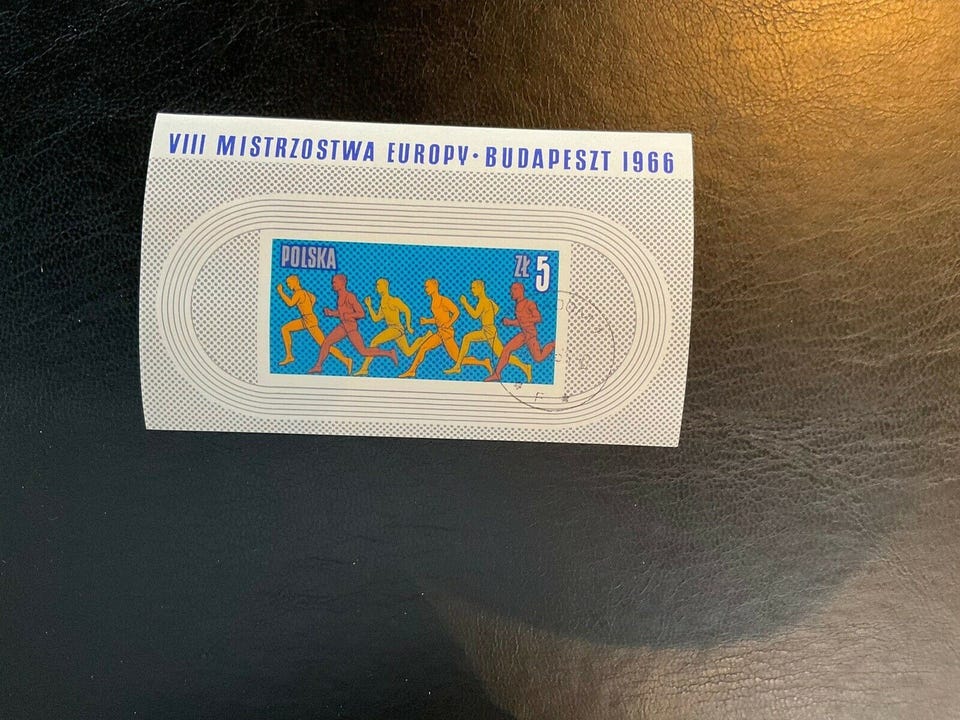 VIII MISTRZOSTWA EUROPY • BUDAPESZT 1966
POLSKA ZŁ 5